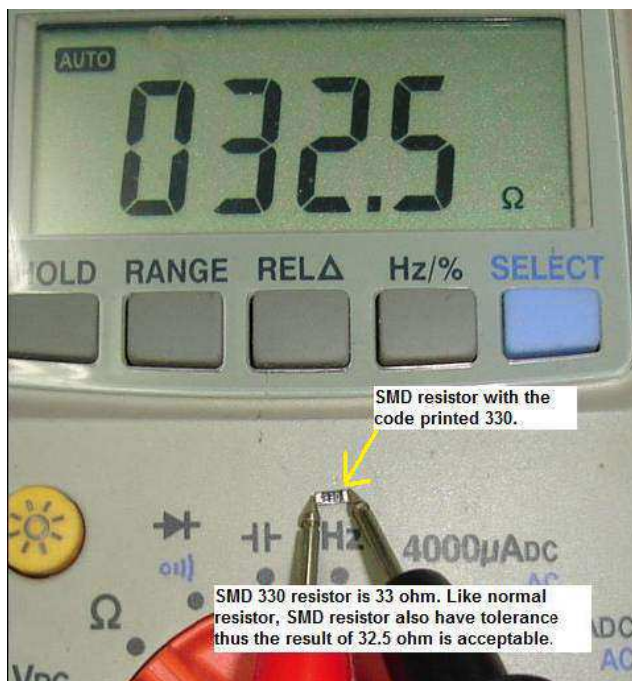 AUTO
032.5 Ω
HOLD RANGE REL∆ Hz/% SELECT
SMD resistor with the
code printed 330.
Hz 4000µADC
AC
SMD 330 resistor is 33 ohm. Like normal
resistor, SMD resistor also have tolerance
thus the result of 32.5 ohm is acceptable.
Ω
ADC
AC
VDC